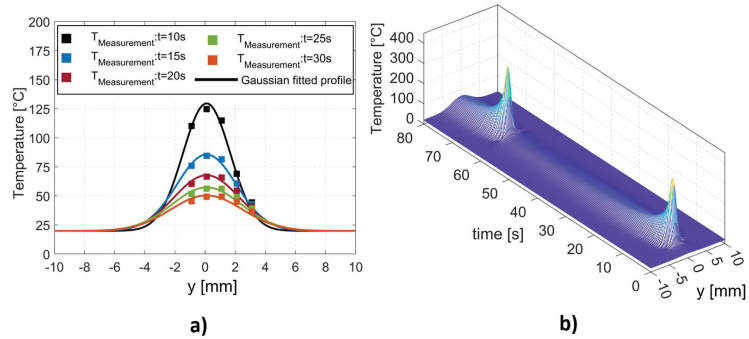 200
175
150
125
100
75
50
25
0
Temperature [°C]
T_Measurement:t=10s
T_Measurement:t=15s
T_Measurement:t=20s
T_Measurement:t=25s
T_Measurement:t=30s
Gaussian fitted profile
-10 -8 -6 -4 -2 0 2 4 6 8 10
y [mm]
a)
400
300
200
100
0
Temperature [°C]
80
70
60
50
40
30
20
10
0
time [s]
-10
-5
0
5
10
y [mm]
b)